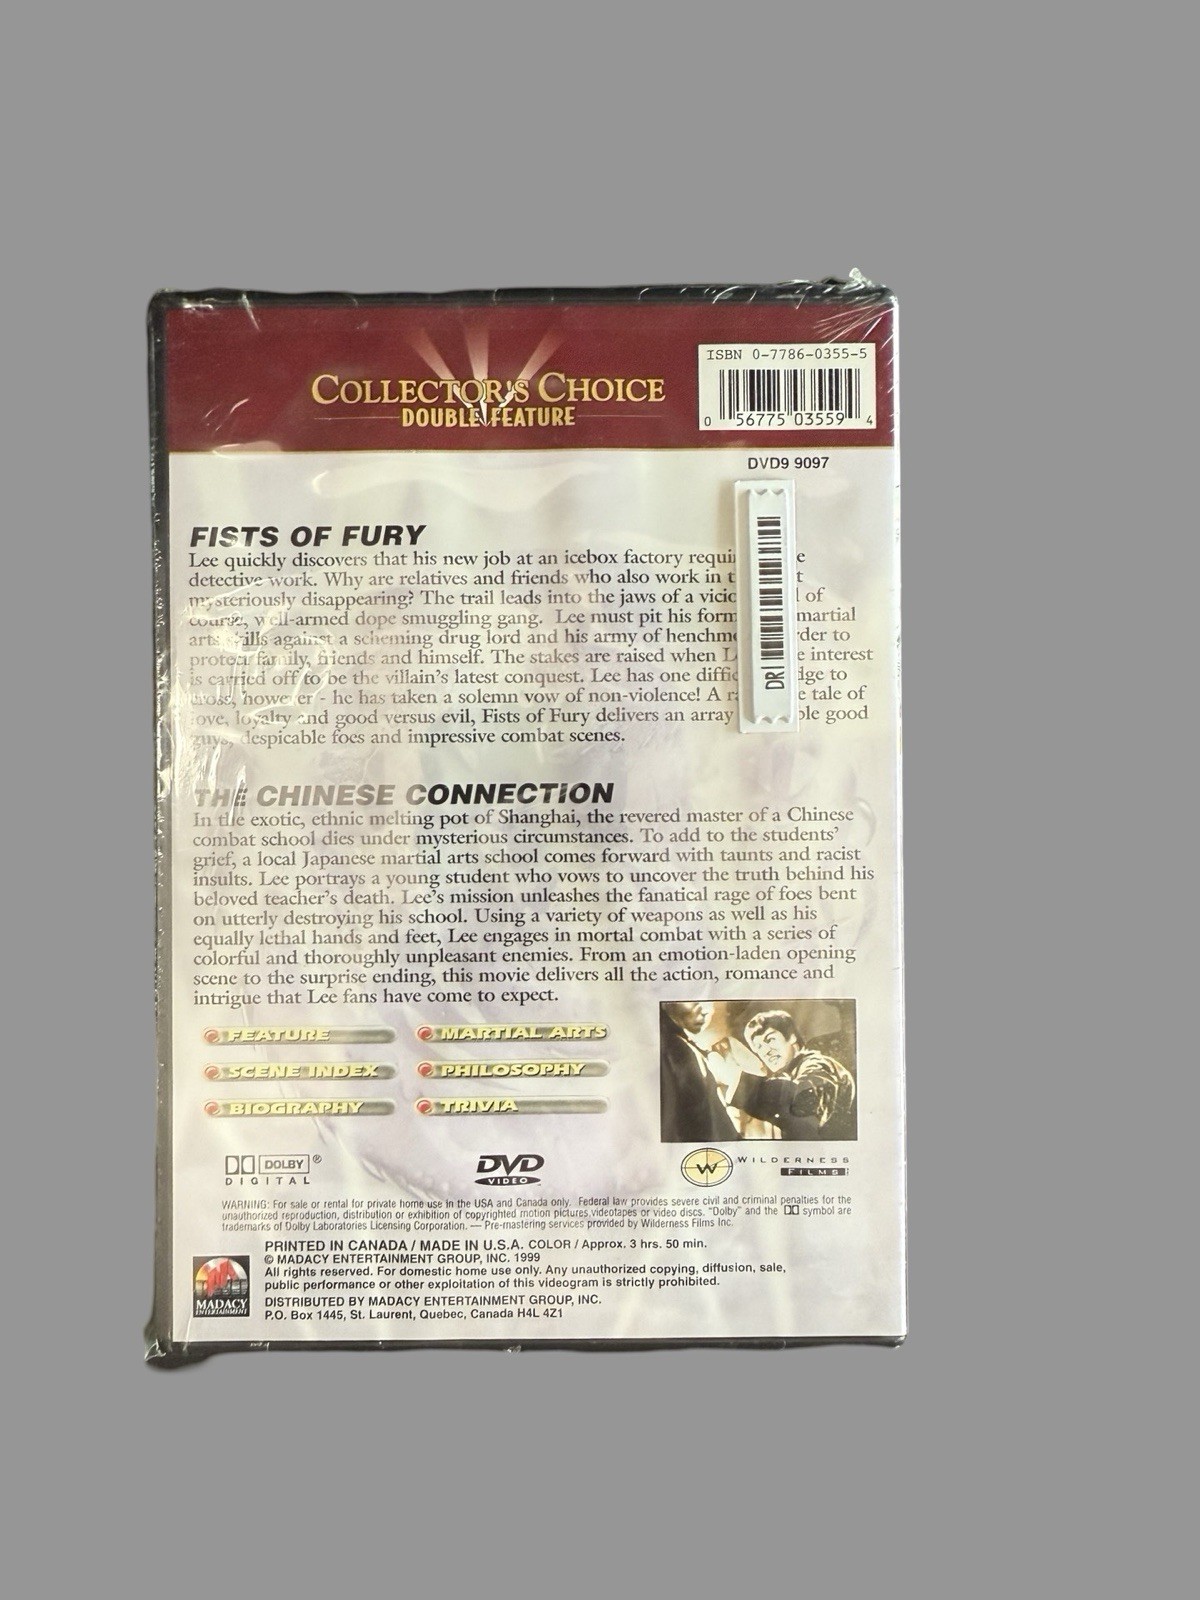 COLLECTOR'S CHOICE
DOUBLE FEATURE
ISBN 0-7786-0355-5
0 56775 03559 4
DVD9 9097
FISTS OF FURY
Lee quickly discovers that his new job at an icebox factory requi e
detective work. Why are relatives and friends who also work in t t
mysteriously disappearing? The trail leads into the jaws of a vicio l of
course, well-armed dope smuggling gang. Lee must pit his form martial
arts skills against a scheming drug lord and his army of henchme rder to
protect family, friends and himself. The stakes are raised when L e interest
is carried off to be the villain's latest conquest. Lee has one diffic dge to
cross, however - he has taken a solemn vow of non-violence! A ra e tale of
love, loyalty and good versus evil, Fists of Fury delivers an array ble good
guys, despicable foes and impressive combat scenes.
DRI
THE CHINESE CONNECTION
In the exotic, ethnic melting pot of Shanghai, the revered master of a Chinese
combat school dies under mysterious circumstances. To add to the students'
grief, a local Japanese martial arts school comes forward with taunts and racist
insults. Lee portrays a young student who vows to uncover the truth behind his
beloved teacher's death. Lee's mission unleashes the fanatical rage of foes bent
on utterly destroying his school. Using a variety of weapons as well as his
equally lethal hands and feet, Lee engages in mortal combat with a series of
colorful and thoroughly unpleasant enemies. From an emotion-laden opening
scene to the surprise ending, this movie delivers all the action, romance and
intrigue that Lee fans have come to expect.
FEATURE MARTIAL ARTS
SCENE INDEX PHILOSOPHY
BIOGRAPHY TRIVIA
DOLBY ®
DIGITAL
DVD
VIDEO
W
WILDERNESS
FILMS
WARNING: For sale or rental for private home use in the USA and Canada only. Federal law provides severe civil and criminal penalties for the
unauthorized reproduction, distribution or exhibition of copyrighted motion pictures, videotapes or video discs. "Dolby" and the symbol are
trademarks of Dolby Laboratories Licensing Corporation. — Pre-mastering services provided by Wilderness Films Inc.
PRINTED IN CANADA / MADE IN U.S.A. COLOR / Approx. 3 hrs. 50 min.
© MADACY ENTERTAINMENT GROUP, INC. 1999
All rights reserved. For domestic home use only. Any unauthorized copying, diffusion, sale,
public performance or other exploitation of this videogram is strictly prohibited.
DISTRIBUTED BY MADACY ENTERTAINMENT GROUP, INC.
P.O. Box 1445, St. Laurent, Quebec, Canada H4L 4Z1
MADACY
ENTERTAINMENT